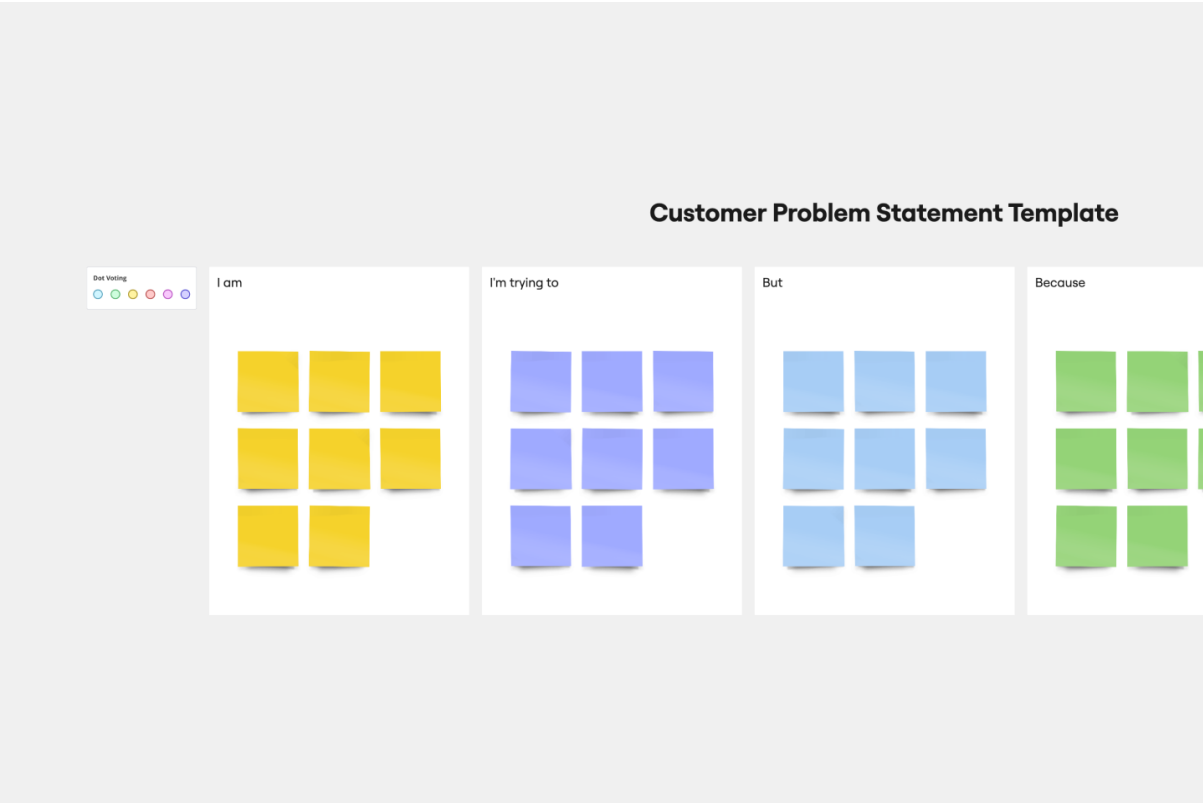 Customer Problem Statement Template
Dot Voting
I am
I'm trying to
But
Because